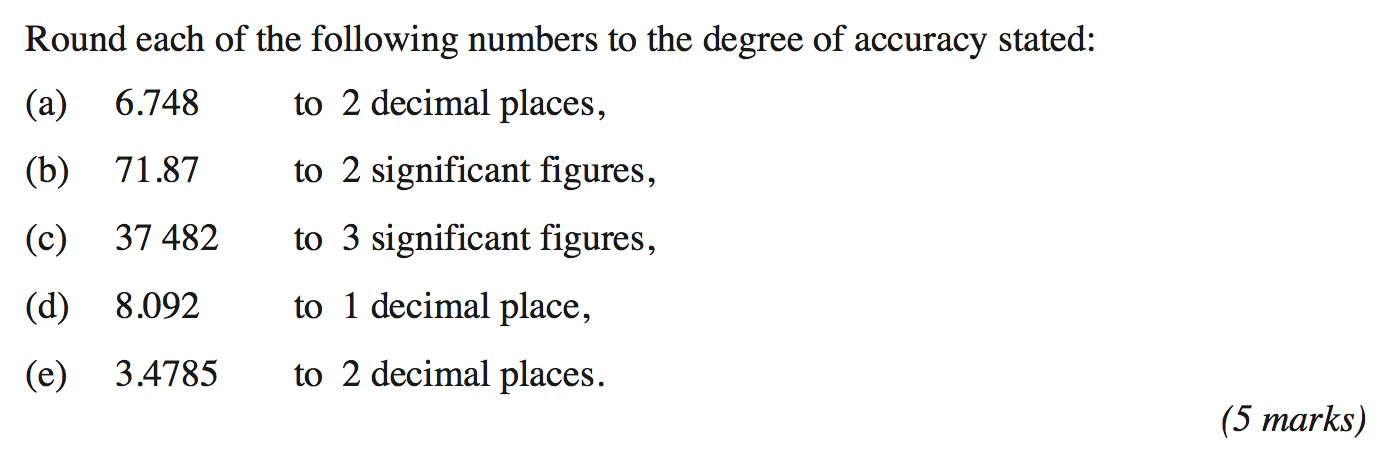 Round each of the following numbers to the degree of accuracy stated:
(a) 6.748 to 2 decimal places,
(b) 71.87 to 2 significant figures,
(c) 37 482 to 3 significant figures,
(d) 8.092 to 1 decimal place,
(e) 3.4785 to 2 decimal places.
(5 marks)